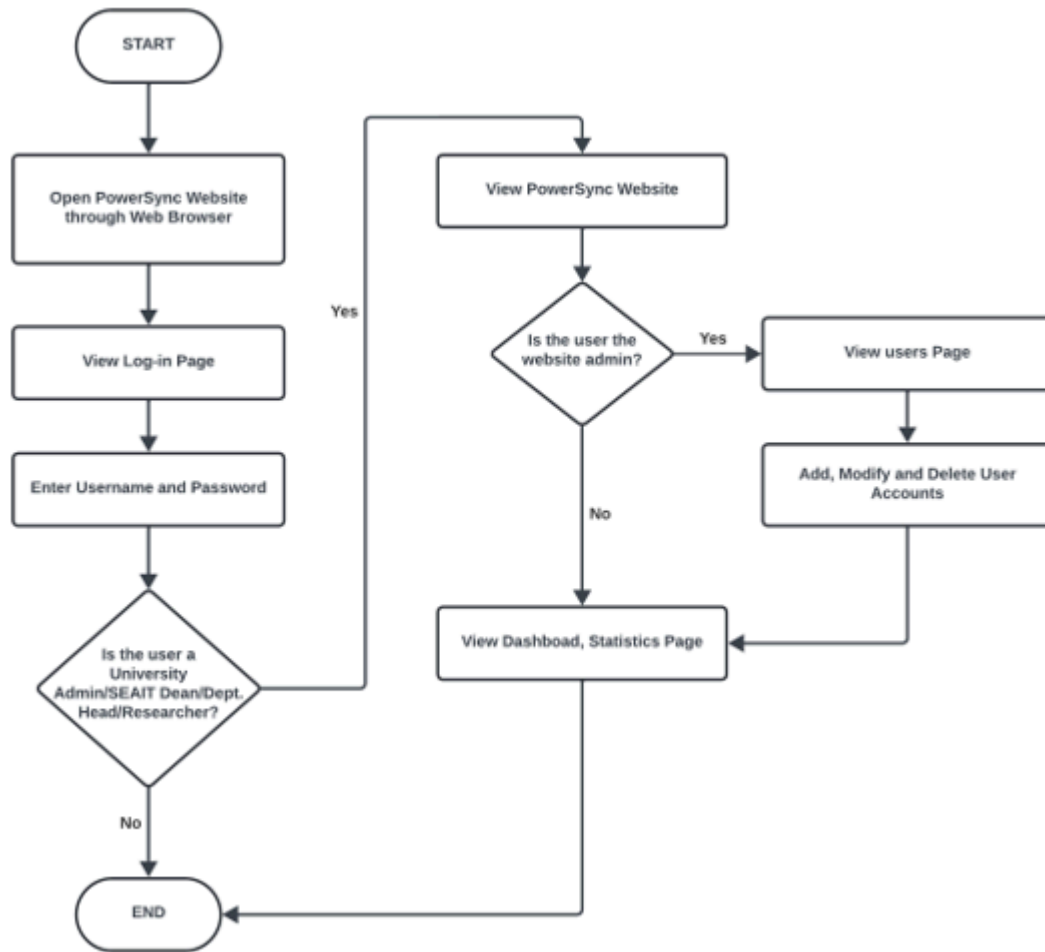 START
Open PowerSync Website
through Web Browser
View Log-in Page
Enter Username and Password
Is the user a
University
Admin/SEAIT Dean/Dept.
Head/Researcher?
No
END
Yes
View PowerSync Website
Is the user the
website admin?
Yes
View users Page
Add, Modify and Delete User
Accounts
No
View Dashboad, Statistics Page